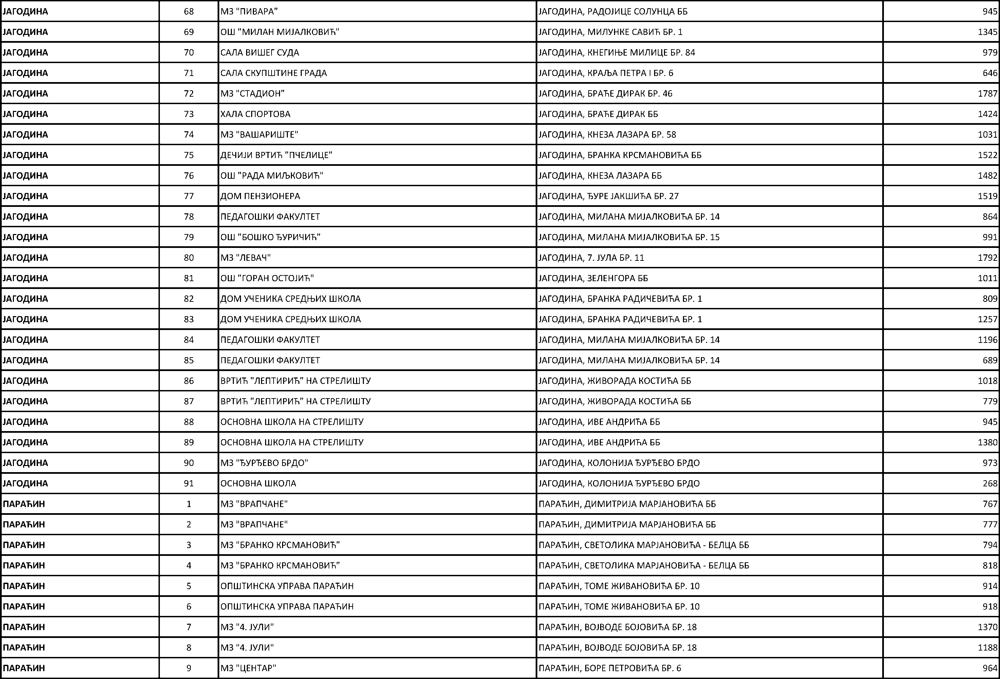 ЈАГОДИНА 68 МЗ "ПИВАРА" ЈАГОДИНА, РАДОЈИЦЕ СОЛУНЦА ББ 945
ЈАГОДИНА 69 ОШ "МИЛАН МИЈАЛКОВИЋ" ЈАГОДИНА, МИЛУНКЕ САВИЋ БР. 1 1345
ЈАГОДИНА 70 САЛА ВИШЕГ СУДА ЈАГОДИНА, КНЕГИЊЕ МИЛИЦЕ БР. 84 979
ЈАГОДИНА 71 САЛА СКУПШТИНЕ ГРАДА ЈАГОДИНА, КРАЉА ПЕТРА I БР. 6 646
ЈАГОДИНА 72 МЗ "СТАДИОН" ЈАГОДИНА, БРАЋЕ ДИРАК БР. 46 1787
ЈАГОДИНА 73 ХАЛА СПОРТОВА ЈАГОДИНА, БРАЋЕ ДИРАК ББ 1424
ЈАГОДИНА 74 МЗ "ВАШАРИШТЕ" ЈАГОДИНА, КНЕЗА ЛАЗАРА БР. 58 1031
ЈАГОДИНА 75 ДЕЧИЈИ ВРТИЋ "ПЧЕЛИЦЕ" ЈАГОДИНА, БРАНКА КРСМАНОВИЋА ББ 1522
ЈАГОДИНА 76 ОШ "РАДА МИЉКОВИЋ" ЈАГОДИНА, КНЕЗА ЛАЗАРА ББ 1482
ЈАГОДИНА 77 ДОМ ПЕНЗИОНЕРА ЈАГОДИНА, ЂУРЕ ЈАКШИЋА БР. 27 1519
ЈАГОДИНА 78 ПЕДАГОШКИ ФАКУЛТЕТ ЈАГОДИНА, МИЛАНА МИЈАЛКОВИЋА БР. 14 864
ЈАГОДИНА 79 ОШ "БОШКО ЂУРИЧИЋ" ЈАГОДИНА, МИЛАНА МИЈАЛКОВИЋА БР. 15 991
ЈАГОДИНА 80 МЗ "ЛЕВАЧ" ЈАГОДИНА, 7. ЈУЛА БР. 11 1792
ЈАГОДИНА 81 ОШ "ГОРАН ОСТОЈИЋ" ЈАГОДИНА, ЗЕЛЕНГОРА ББ 1011
ЈАГОДИНА 82 ДОМ УЧЕНИКА СРЕДЊИХ ШКОЛА ЈАГОДИНА, БРАНКА РАДИЧЕВИЋА БР. 1 809
ЈАГОДИНА 83 ДОМ УЧЕНИКА СРЕДЊИХ ШКОЛА ЈАГОДИНА, БРАНКА РАДИЧЕВИЋА БР. 1 1257
ЈАГОДИНА 84 ПЕДАГОШКИ ФАКУЛТЕТ ЈАГОДИНА, МИЛАНА МИЈАЛКОВИЋА БР. 14 1196
ЈАГОДИНА 85 ПЕДАГОШКИ ФАКУЛТЕТ ЈАГОДИНА, МИЛАНА МИЈАЛКОВИЋА БР. 14 689
ЈАГОДИНА 86 ВРТИЋ "ЛЕПТИРИЋ" НА СТРЕЛИШТУ ЈАГОДИНА, ЖИВОРАДА КОСТИЋА ББ 1018
ЈАГОДИНА 87 ВРТИЋ "ЛЕПТИРИЋ" НА СТРЕЛИШТУ ЈАГОДИНА, ЖИВОРАДА КОСТИЋА ББ 779
ЈАГОДИНА 88 ОСНОВНА ШКОЛА НА СТРЕЛИШТУ ЈАГОДИНА, ИВЕ АНДРИЋА ББ 945
ЈАГОДИНА 89 ОСНОВНА ШКОЛА НА СТРЕЛИШТУ ЈАГОДИНА, ИВЕ АНДРИЋА ББ 1380
ЈАГОДИНА 90 МЗ "ЂУРЂЕВО БРДО" ЈАГОДИНА, КОЛОНИЈА ЂУРЂЕВО БРДО 973
ЈАГОДИНА 91 ОСНОВНА ШКОЛА ЈАГОДИНА, КОЛОНИЈА ЂУРЂЕВО БРДО 268
ПАРАЋИН 1 МЗ "ВРАПЧАНЕ" ПАРАЋИН, ДИМИТРИЈА МАРЈАНОВИЋА ББ 767
ПАРАЋИН 2 МЗ "ВРАПЧАНЕ" ПАРАЋИН, ДИМИТРИЈА МАРЈАНОВИЋА ББ 777
ПАРАЋИН 3 МЗ "БРАНКО КРСМАНОВИЋ" ПАРАЋИН, СВЕТОЛИКА МАРЈАНОВИЋА - БЕЛЦА ББ 794
ПАРАЋИН 4 МЗ "БРАНКО КРСМАНОВИЋ" ПАРАЋИН, СВЕТОЛИКА МАРЈАНОВИЋА - БЕЛЦА ББ 818
ПАРАЋИН 5 ОПШТИНСКА УПРАВА ПАРАЋИН ПАРАЋИН, ТОМЕ ЖИВАНОВИЋА БР. 10 914
ПАРАЋИН 6 ОПШТИНСКА УПРАВА ПАРАЋИН ПАРАЋИН, ТОМЕ ЖИВАНОВИЋА БР. 10 918
ПАРАЋИН 7 МЗ "4. ЈУЛИ" ПАРАЋИН, ВОЈВОДЕ БОЈОВИЋА БР. 18 1370
ПАРАЋИН 8 МЗ "4. ЈУЛИ" ПАРАЋИН, ВОЈВОДЕ БОЈОВИЋА БР. 18 1188
ПАРАЋИН 9 МЗ "ЦЕНТАР" ПАРАЋИН, БОРЕ ПЕТРОВИЋА БР. 6 964